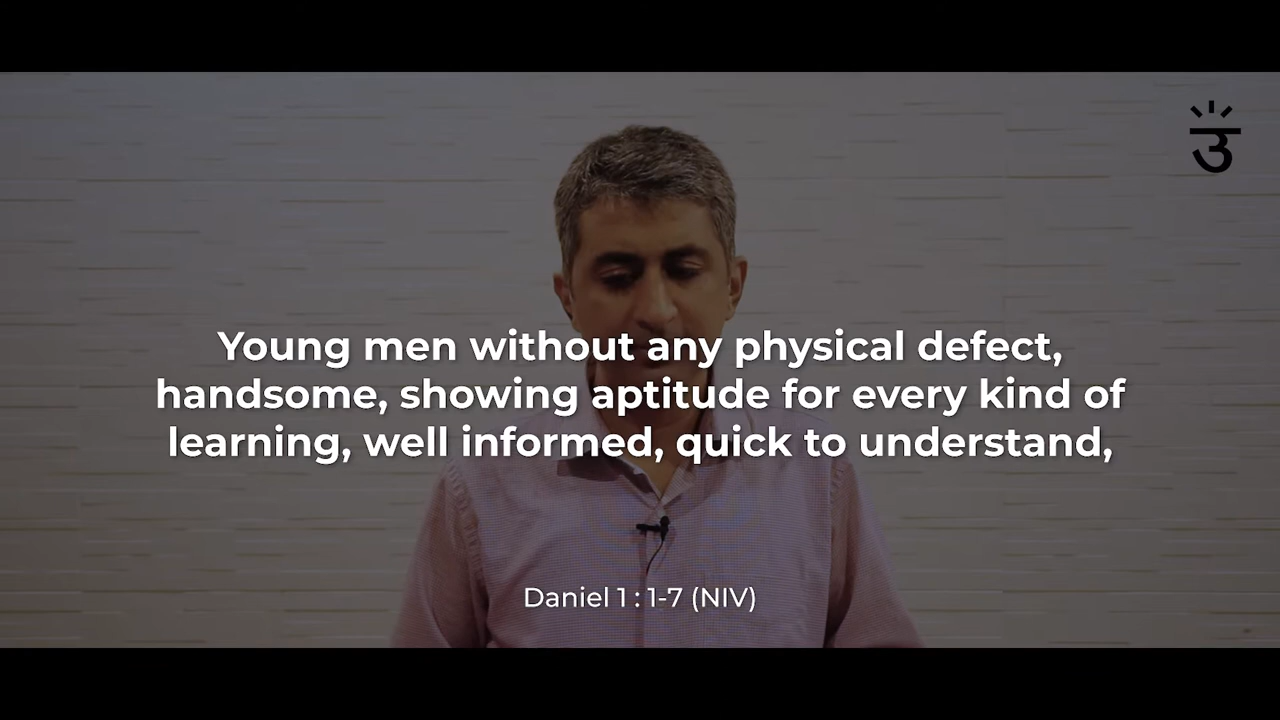 उ
Young men without any physical defect,
handsome, showing aptitude for every kind of
learning, well informed, quick to understand,
Daniel 1 : 1-7 (NIV)